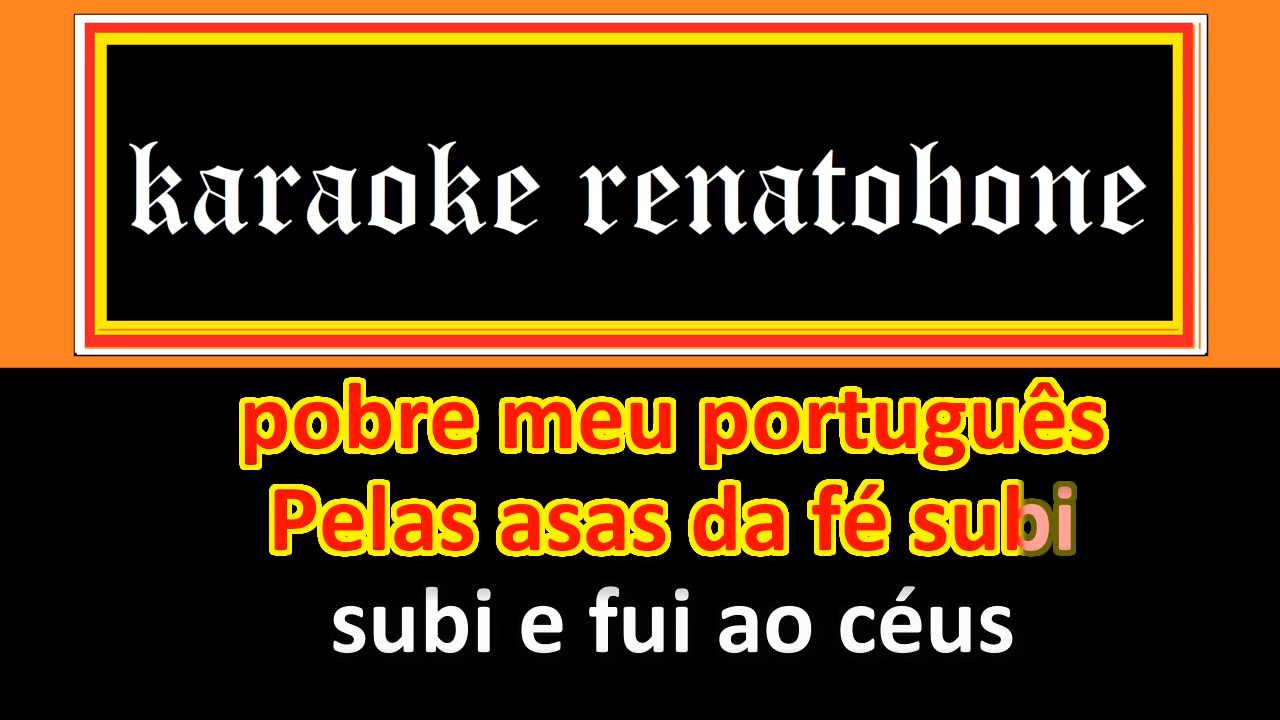 karaoke renatobone
pobre meu português
Pelas asas da fé subi
subi e fui ao céus